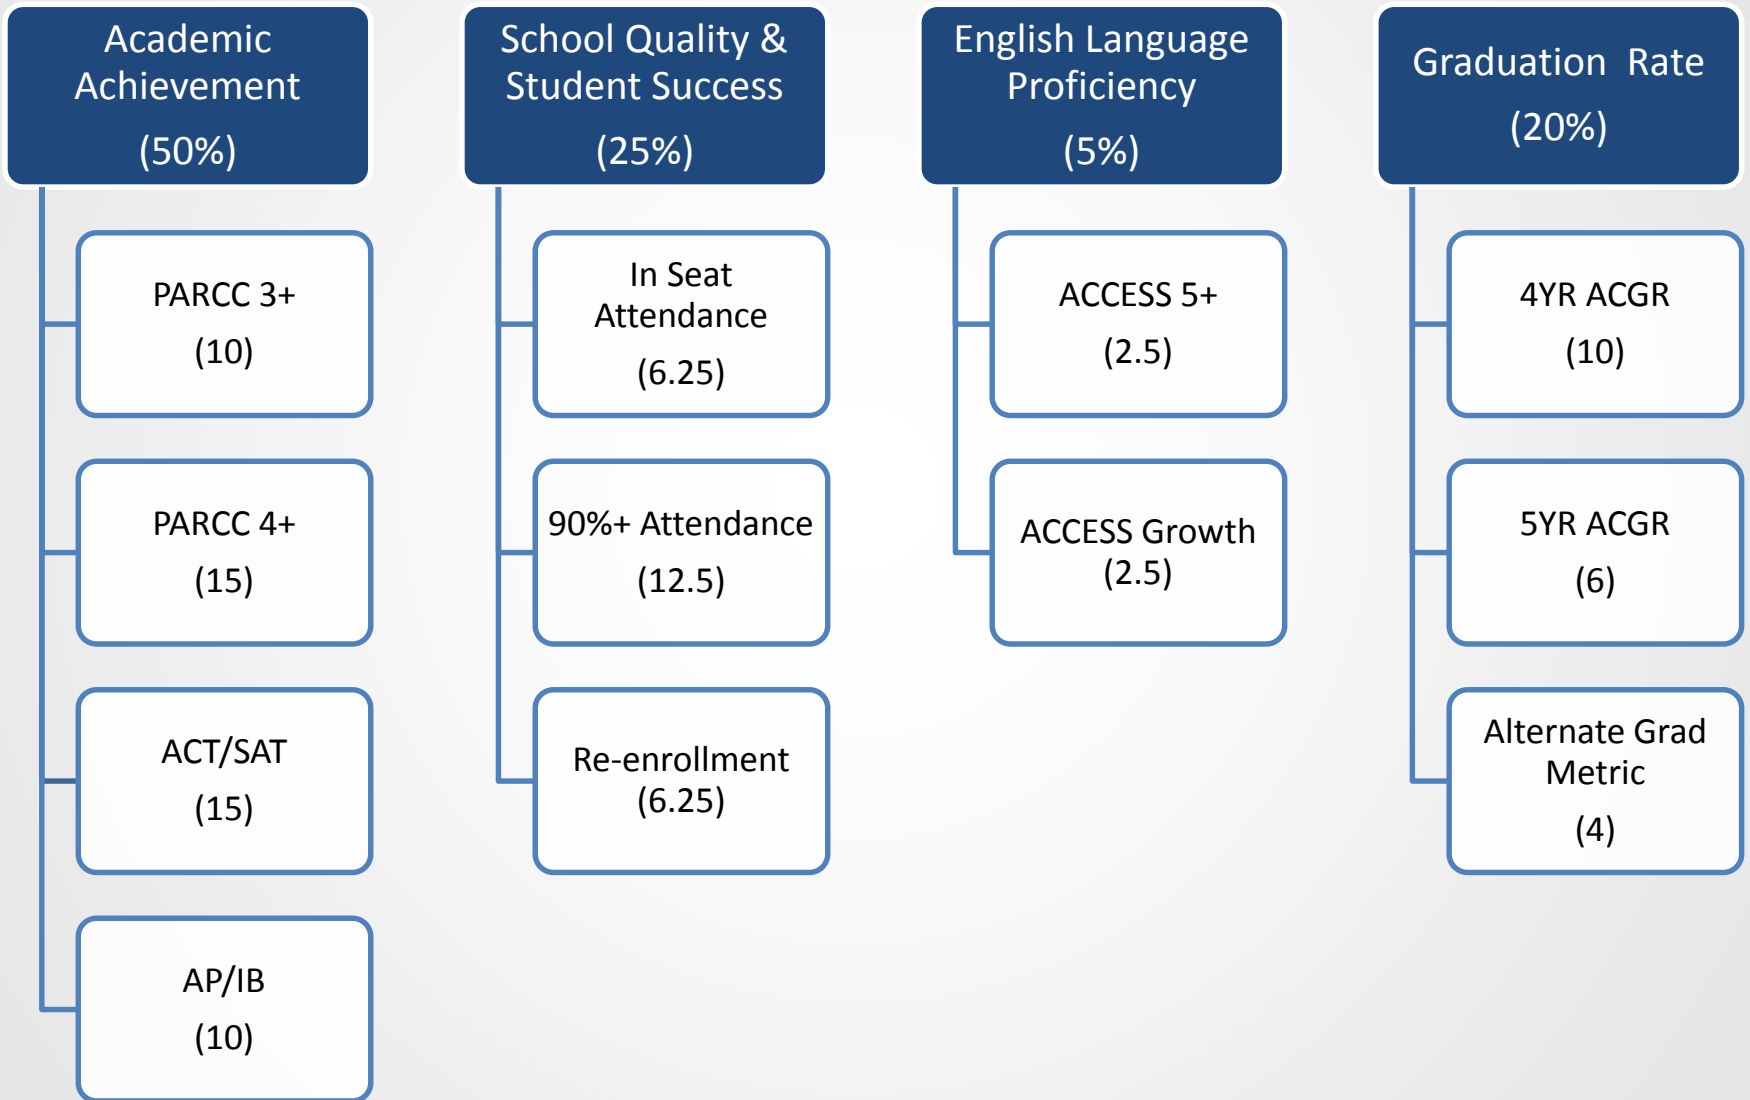 Academic
Achievement
(50%)
PARCC 3+
(10)
PARCC 4+
(15)
ACT/SAT
(15)
AP/IB
(10)
School Quality &
Student Success
(25%)
In Seat
Attendance
(6.25)
90%+ Attendance
(12.5)
Re-enrollment
(6.25)
English Language
Proficiency
(5%)
ACCESS 5+
(2.5)
ACCESS Growth
(2.5)
Graduation Rate
(20%)
4YR ACGR
(10)
5YR ACGR
(6)
Alternate Grad
Metric
(4)